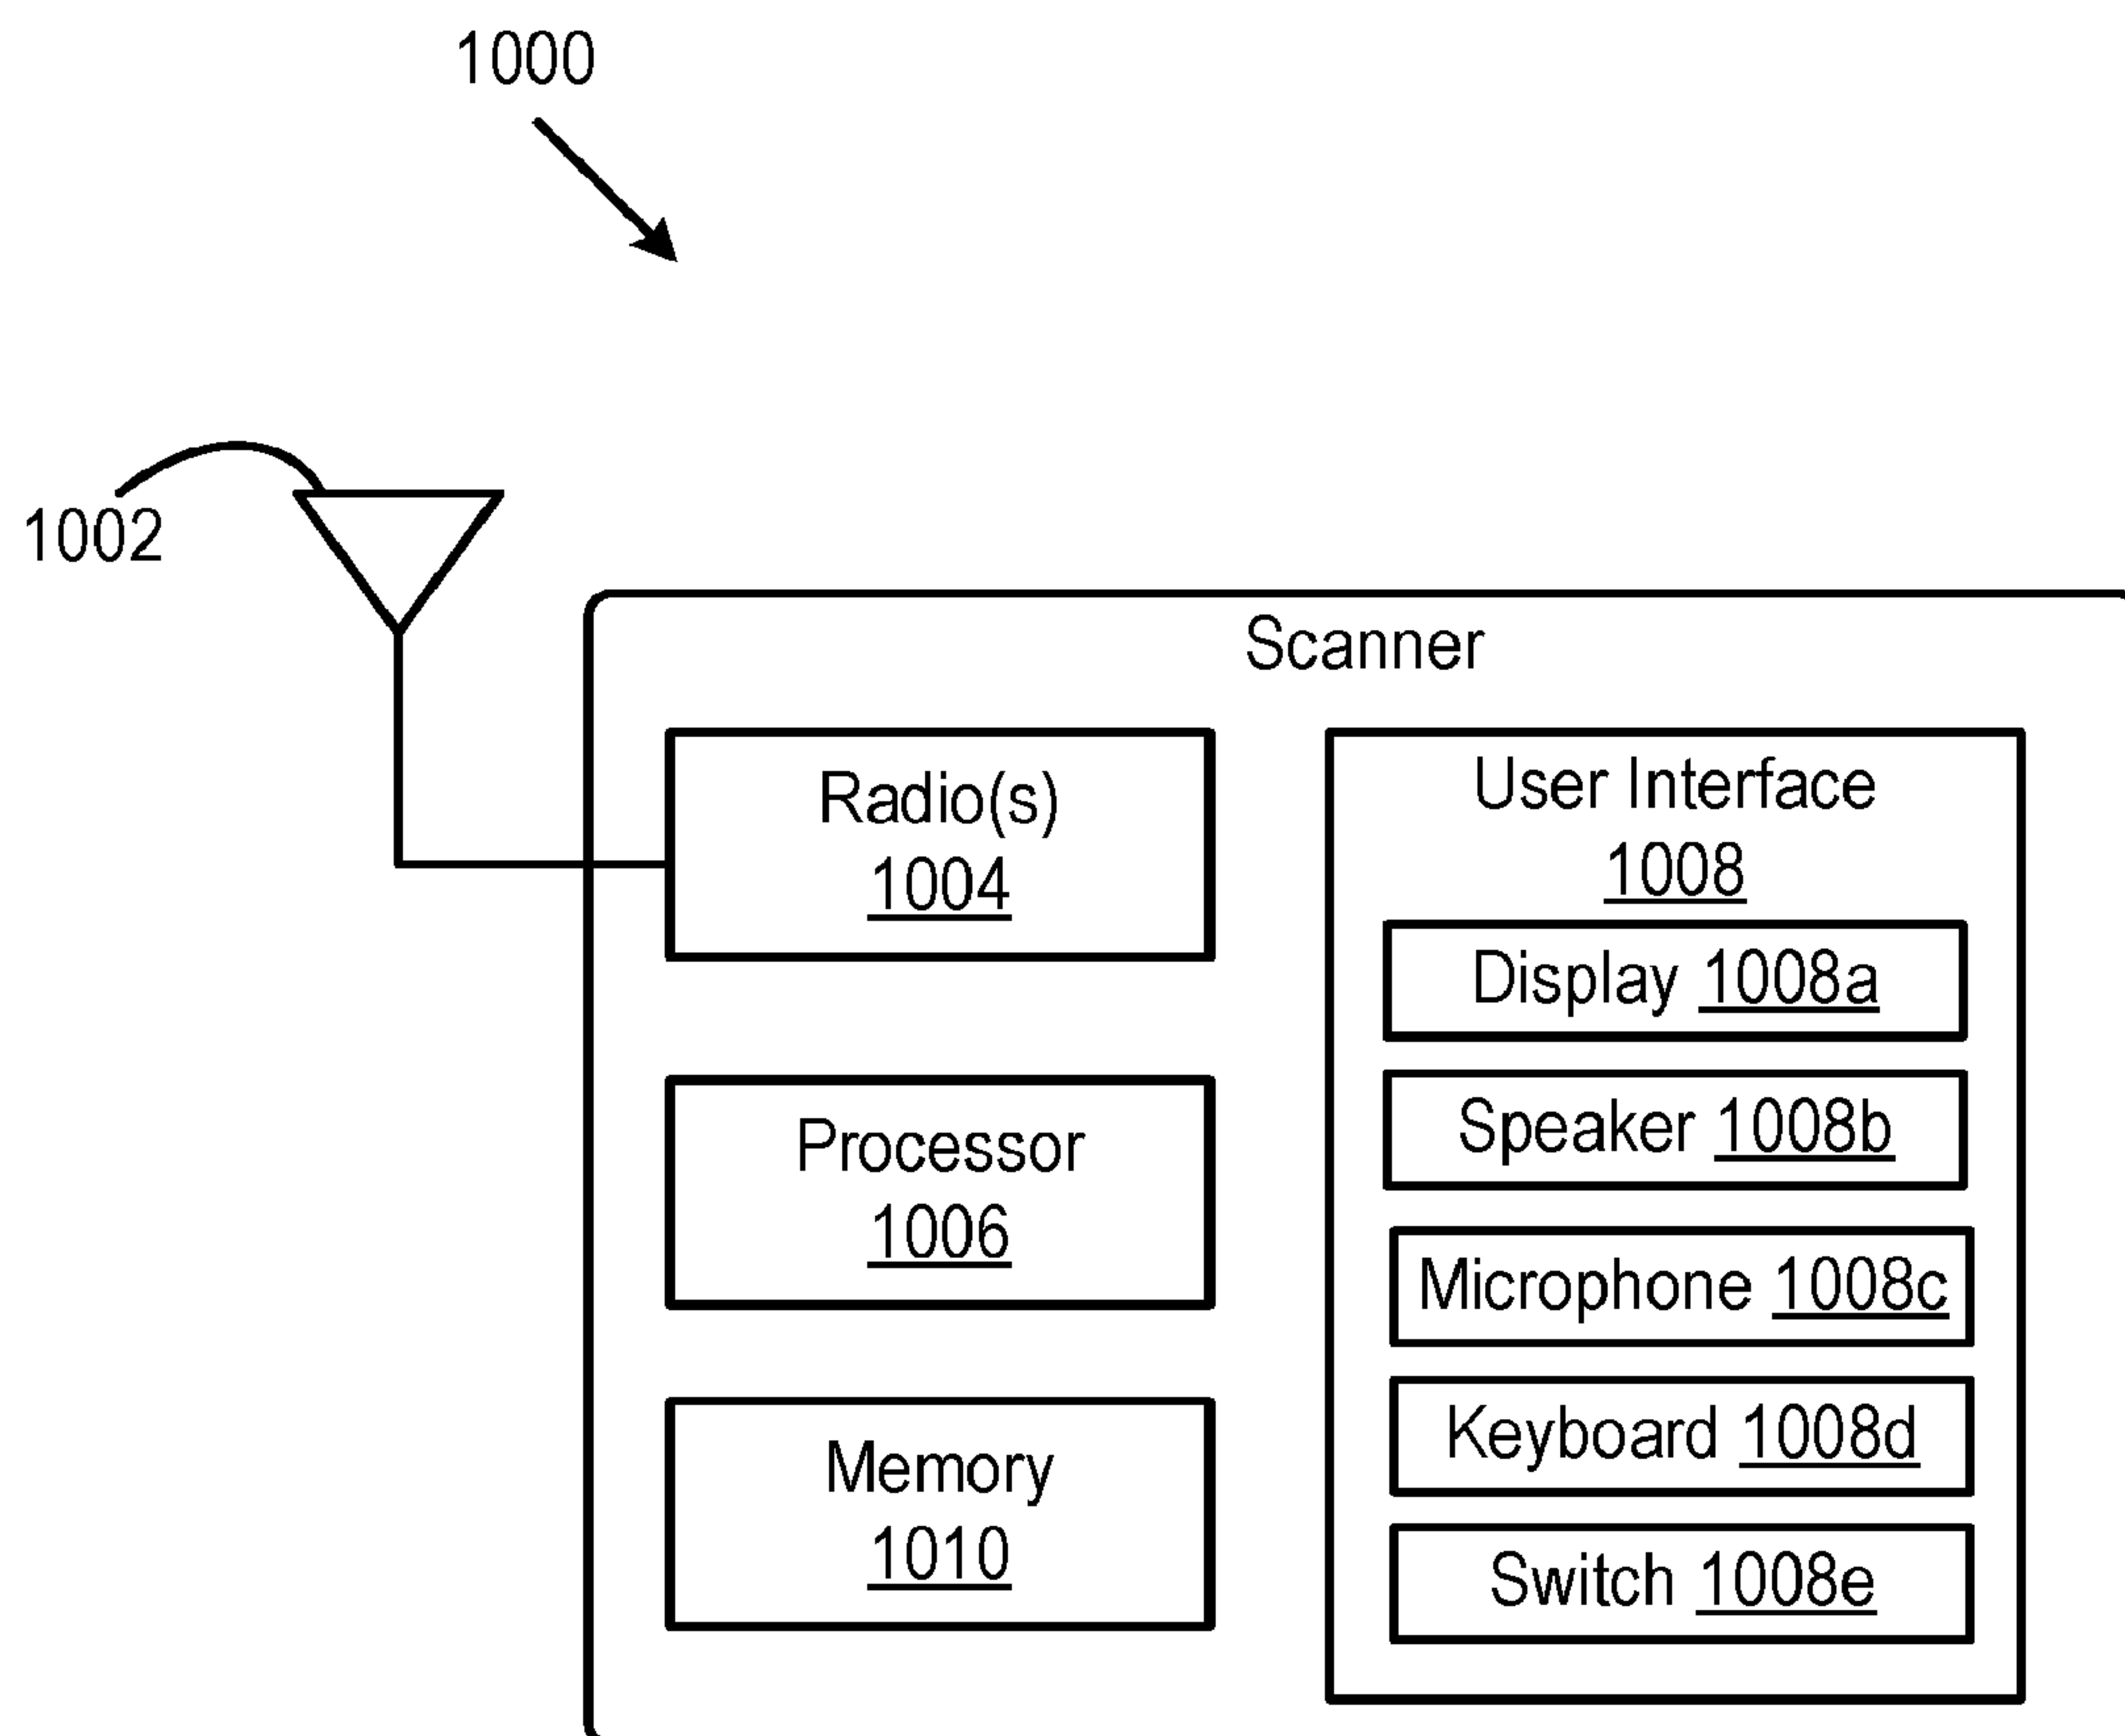 1000
1002
Scanner
Radio(s)
1004
Processor
1006
Memory
1010
User Interface
1008
Display 1008a
Speaker 1008b
Microphone 1008c
Keyboard 1008d
Switch 1008e